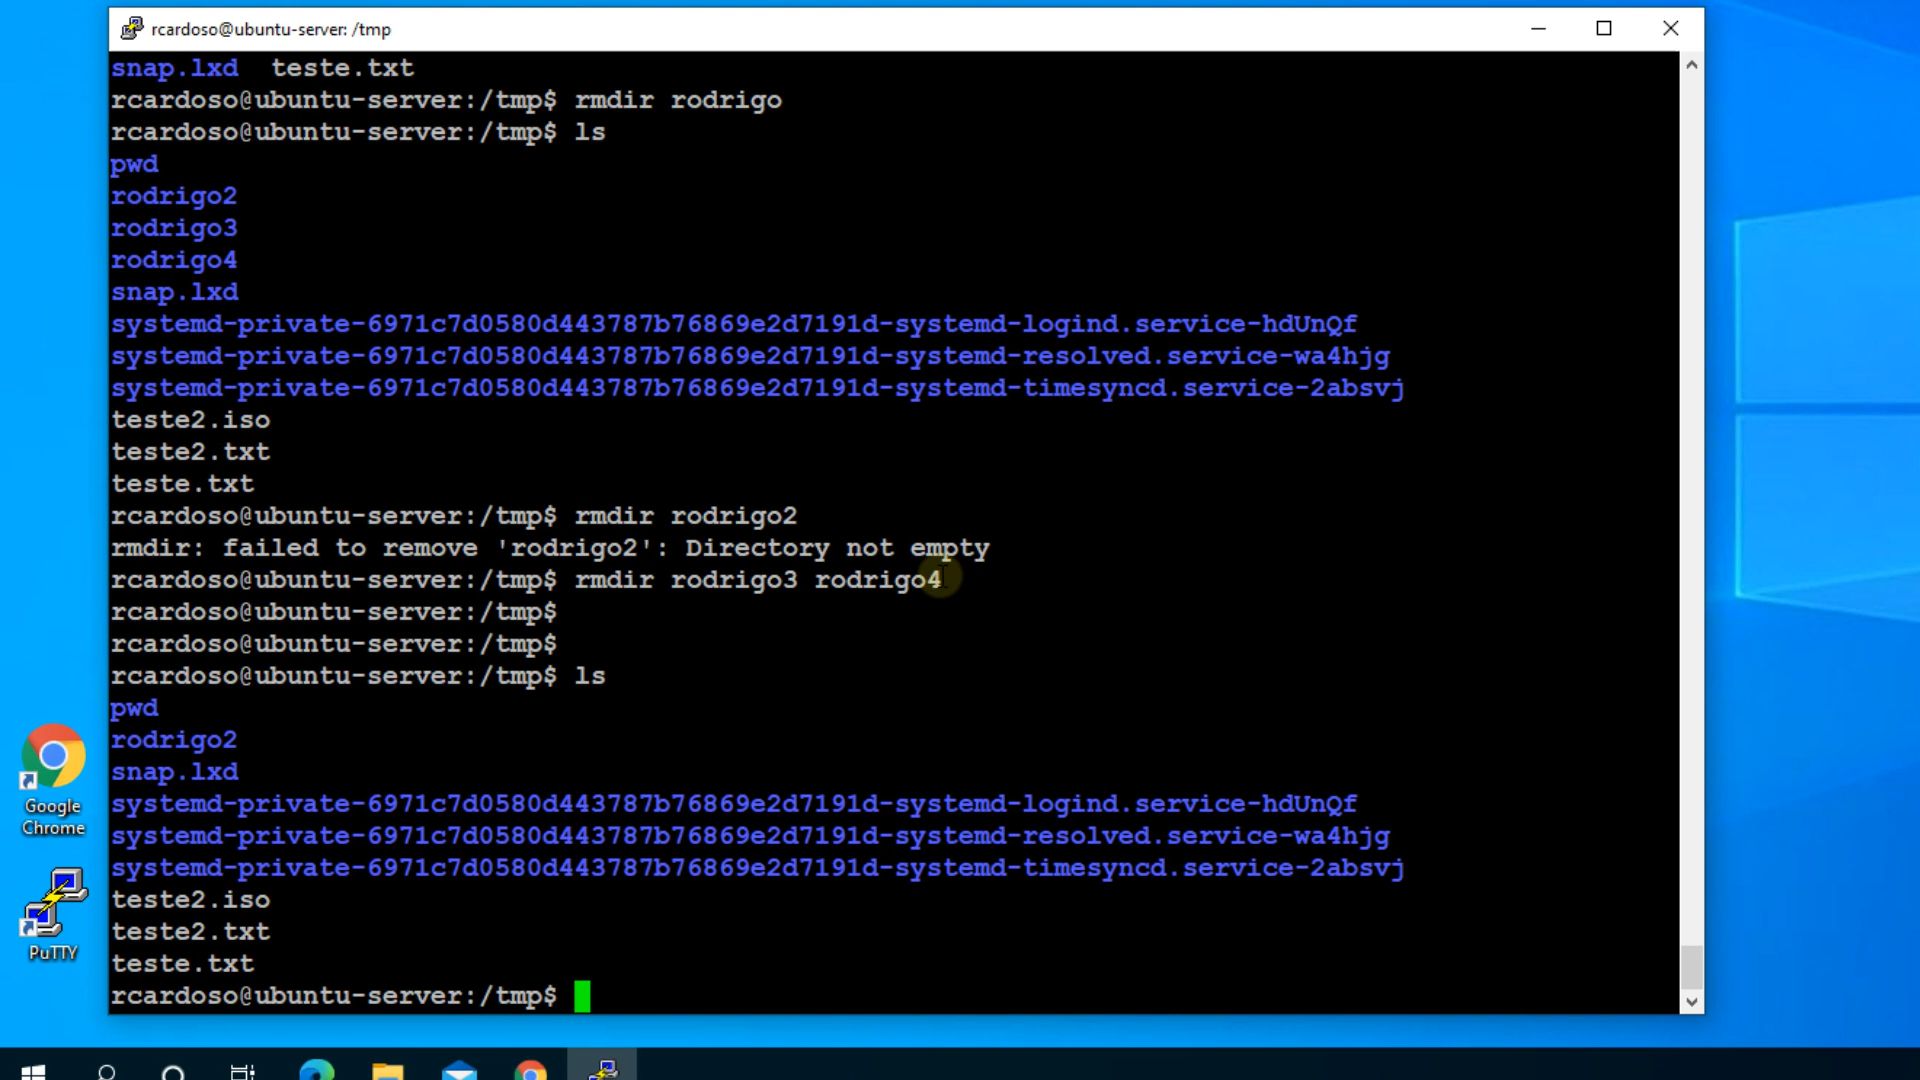 rcardoso@ubuntu-server: /tmp
snap.lxd  teste.txt
rcardoso@ubuntu-server:/tmp$ rmdir rodrigo
rcardoso@ubuntu-server:/tmp$ ls
pwd
rodrigo2
rodrigo3
rodrigo4
snap.lxd
systemd-private-6971c7d0580d443787b76869e2d7191d-systemd-logind.service-hdUnQf
systemd-private-6971c7d0580d443787b76869e2d7191d-systemd-resolved.service-wa4hjg
systemd-private-6971c7d0580d443787b76869e2d7191d-systemd-timesyncd.service-2absvj
teste2.iso
teste2.txt
teste.txt
rcardoso@ubuntu-server:/tmp$ rmdir rodrigo2
rmdir: failed to remove 'rodrigo2': Directory not empty
rcardoso@ubuntu-server:/tmp$ rmdir rodrigo3 rodrigo4
rcardoso@ubuntu-server:/tmp$
rcardoso@ubuntu-server:/tmp$
rcardoso@ubuntu-server:/tmp$ ls
pwd
rodrigo2
snap.lxd
systemd-private-6971c7d0580d443787b76869e2d7191d-systemd-logind.service-hdUnQf
systemd-private-6971c7d0580d443787b76869e2d7191d-systemd-resolved.service-wa4hjg
systemd-private-6971c7d0580d443787b76869e2d7191d-systemd-timesyncd.service-2absvj
teste2.iso
teste2.txt
teste.txt
rcardoso@ubuntu-server:/tmp$
Google
Chrome
PuTTY